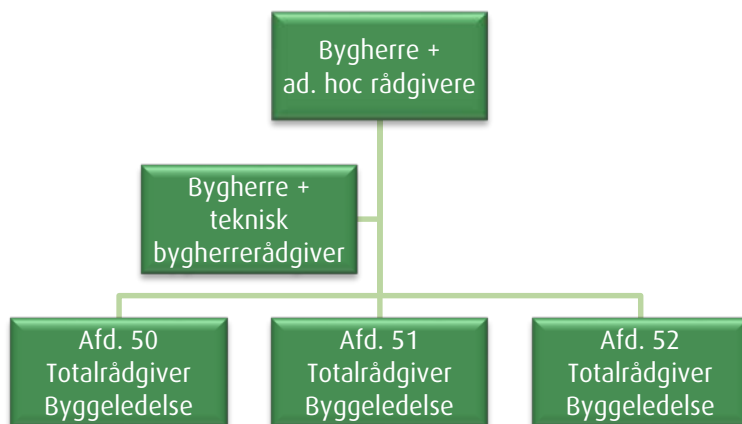 Bygherre +
ad. hoc rådgivere
Bygherre +
teknisk
bygherrerådgiver
Afd. 50
Totalrådgiver
Byggeledelse
Afd. 51
Totalrådgiver
Byggeledelse
Afd. 52
Totalrådgiver
Byggeledelse